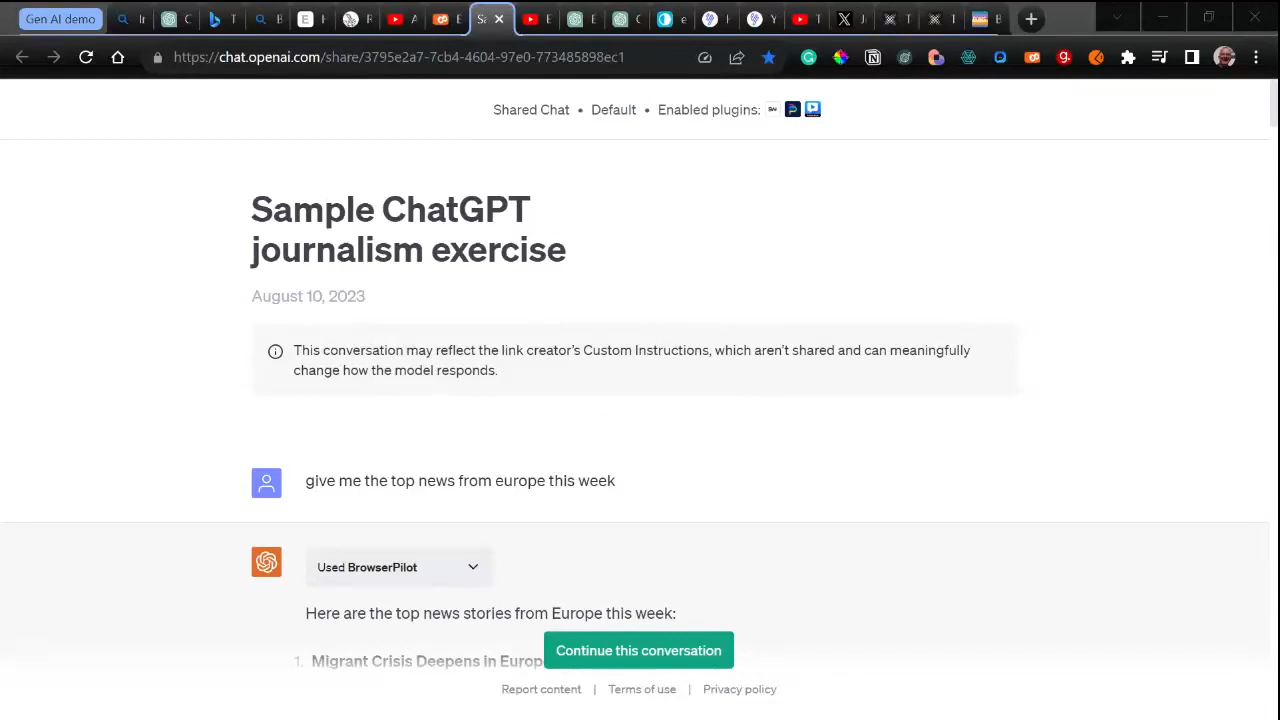 Gen AI demo
https://chat.openai.com/share/3795e2a7-7cb4-4604-97e0-773485898ec1
Shared Chat • Default • Enabled plugins:
Sample ChatGPT
journalism exercise
August 10, 2023
This conversation may reflect the link creator's Custom Instructions, which aren't shared and can meaningfully
change how the model responds.
give me the top news from europe this week
Used BrowserPilot
Here are the top news stories from Europe this week:
1. Migrant Crisis Deepens in Europ
Continue this conversation
Report content | Terms of use | Privacy policy